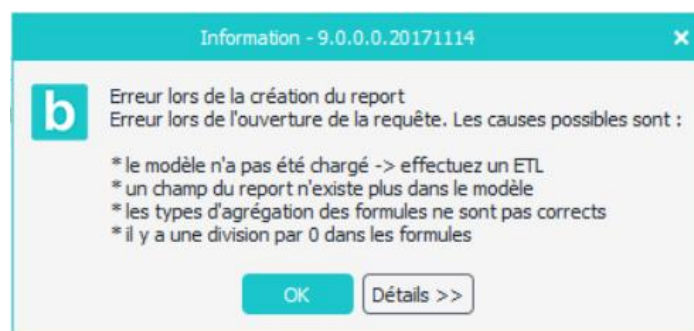 Information - 9.0.0.0.20171114
b
Erreur lors de la création du report
Erreur lors de l'ouverture de la requête. Les causes possibles sont :
* le modèle n'a pas été chargé -> effectuez un ETL
* un champ du report n'existe plus dans le modèle
* les types d'agrégation des formules ne sont pas corrects
* il y a une division par 0 dans les formules
OK
Détails >>